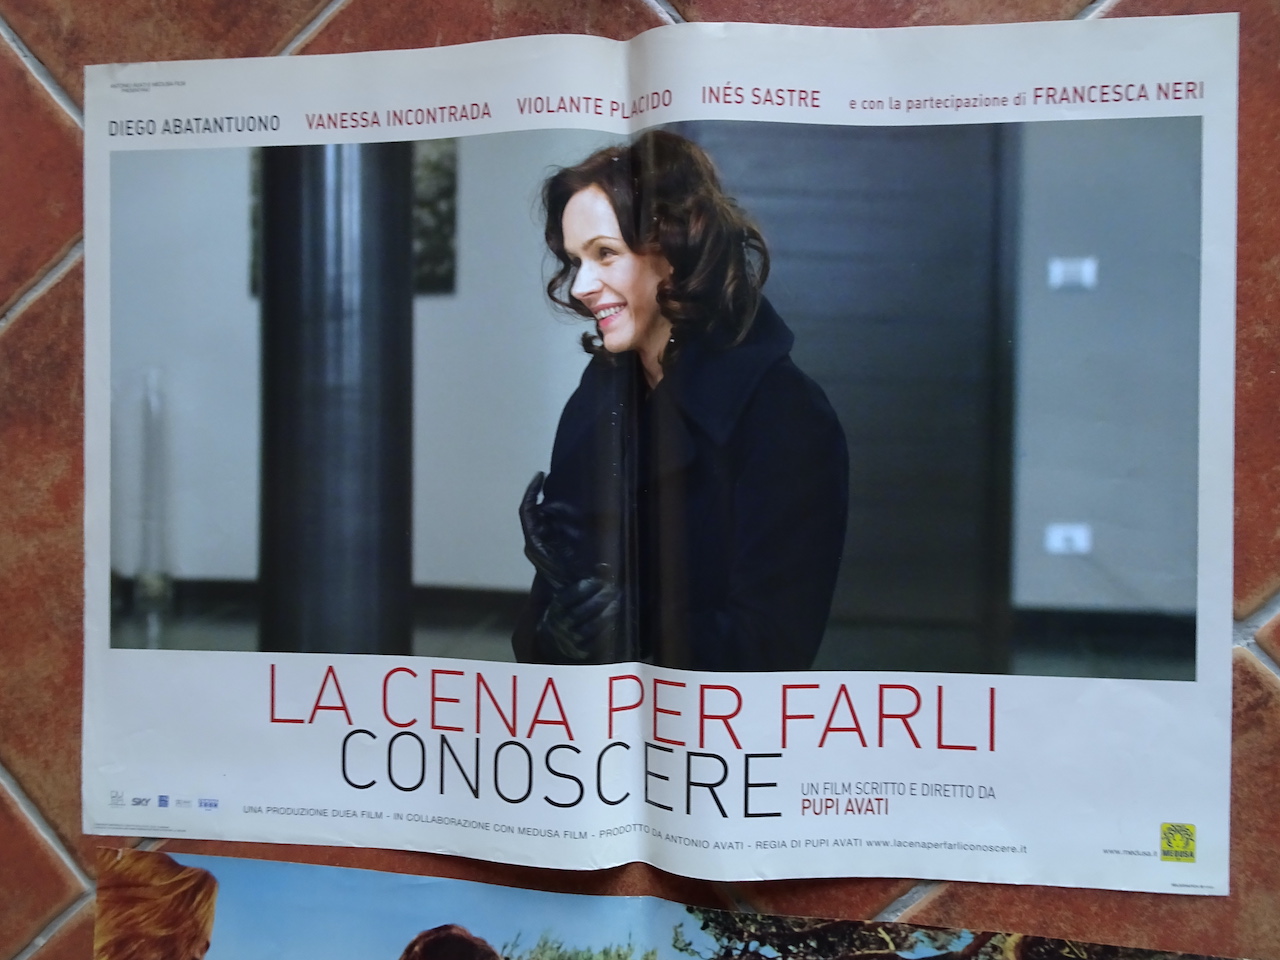 DIEGO ABATANTUONO VANESSA INCONTRADA VIOLANTE PLACIDO INÉS SASTRE e con la partecipazione di FRANCESCA NERI
LA CENA PER FARLI
CONOSCERE
UN FILM SCRITTO E DIRETTO DA
PUPI AVATI
SKY
UNA PRODUZIONE DUEA FILM - IN COLLABORAZIONE CON MEDUSA FILM - PRODOTTO DA ANTONIO AVATI - REGIA DI PUPI AVATI www.lacenaperfarliconoscere.it
www.medusa.it
MEDUSA